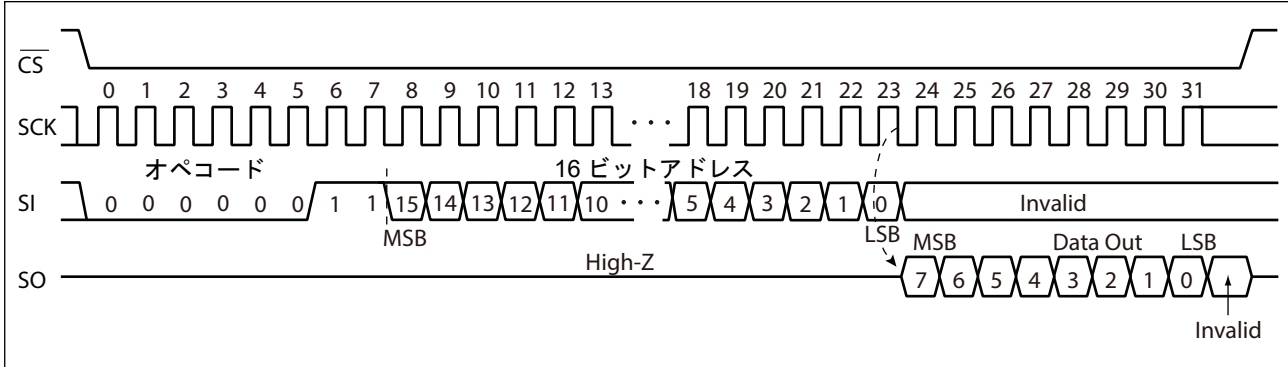 CS
0 1 2 3 4 5 6 7 8 9 10 11 12 13 18 19 20 21 22 23 24 25 26 27 28 29 30 31
SCK ・・・
オペコード 16 ビットアドレス
SI 0 0 0 0 0 0 1 1 15 14 13 12 11 10 ・・・ 5 4 3 2 1 0 Invalid
MSB LSB MSB Data Out LSB
High-Z
SO 7 6 5 4 3 2 1 0
Invalid